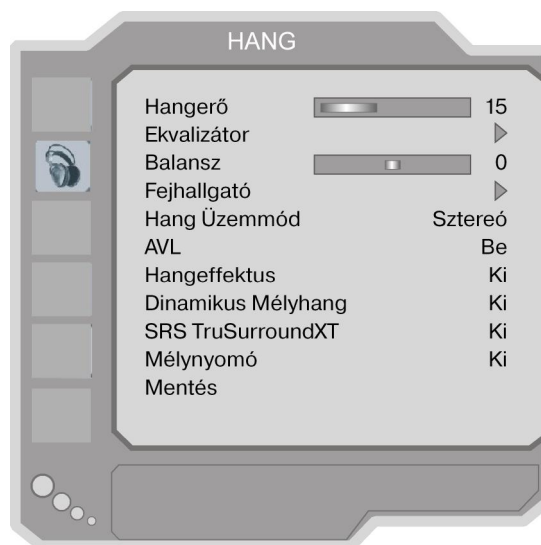 HANG
Hangerő 15
Ekvalizátor
Balansz 0
Fejhallgató
Hang Üzemmód Sztereó
AVL Be
Hangeffektus Ki
Dinamikus Mélyhang Ki
SRS TruSurroundXT Ki
Mélynyomó Ki
Mentés